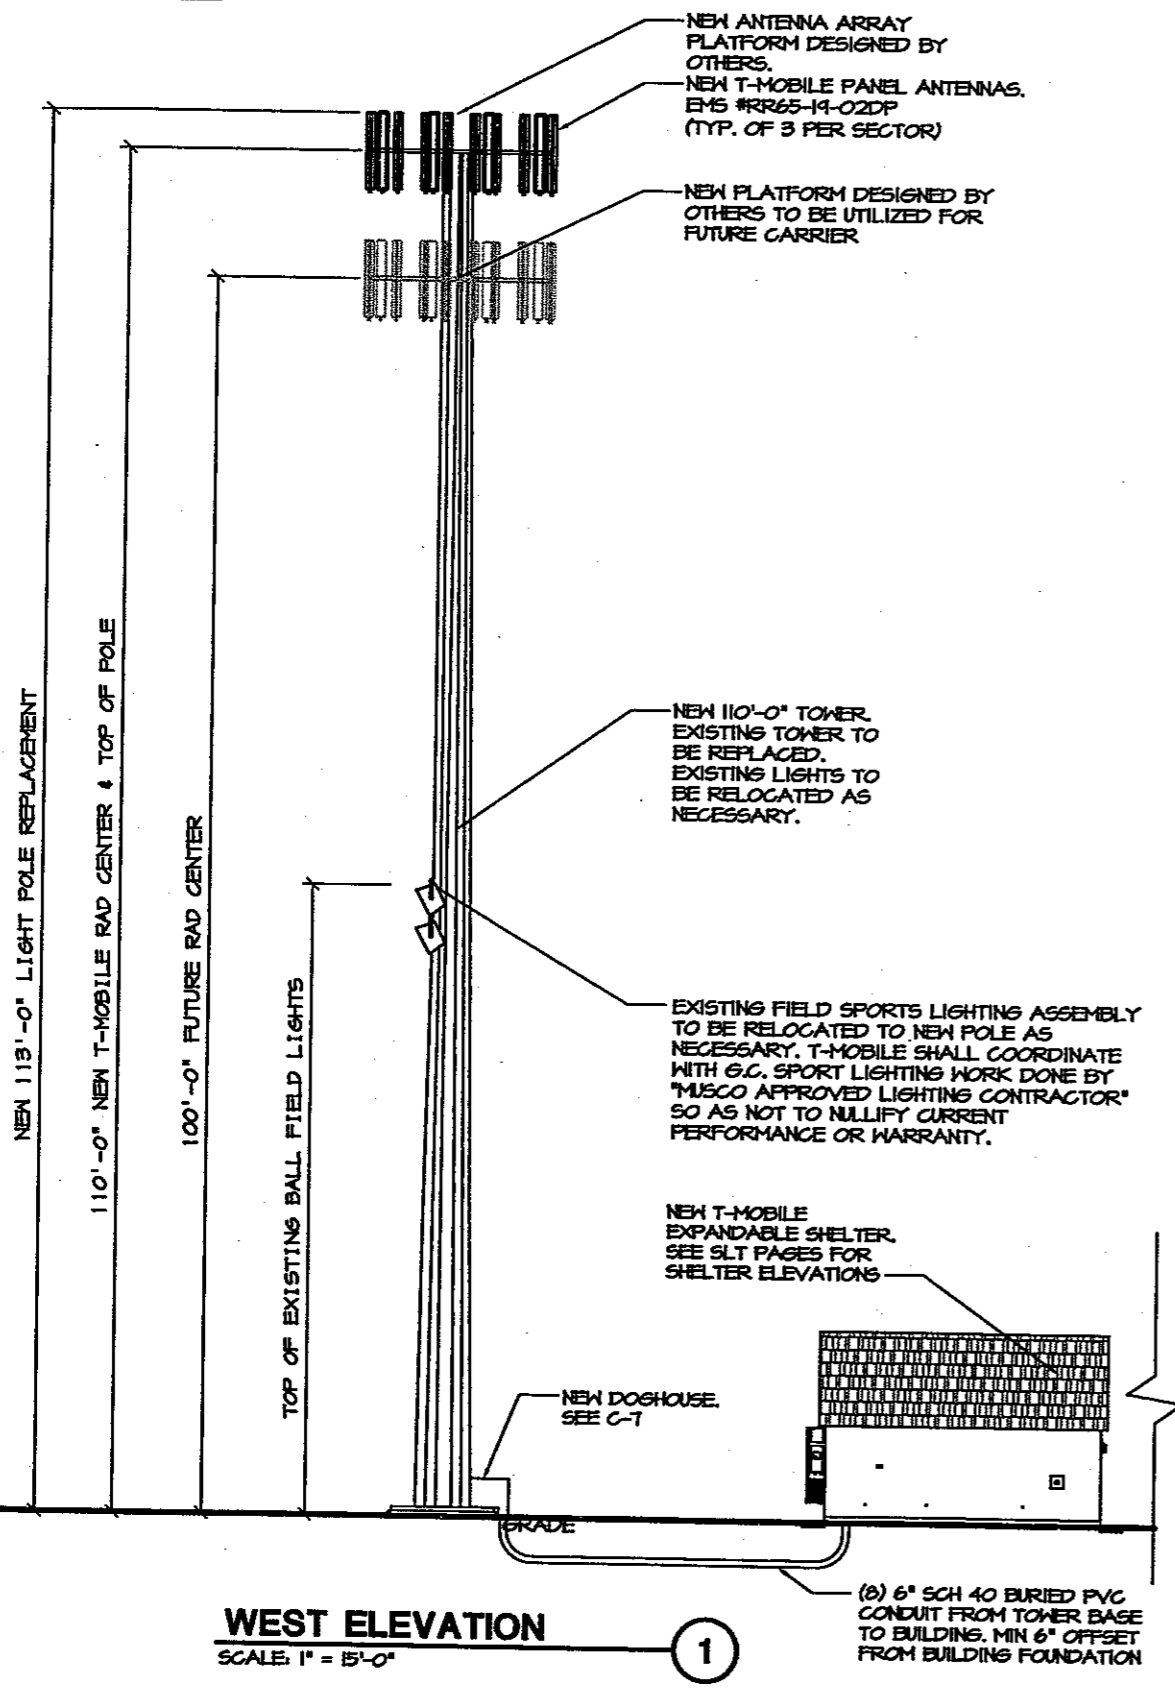 NEW ANTENNA ARRAY
PLATFORM DESIGNED BY
OTHERS.
NEW T-MOBILE PANEL ANTENNAS.
EMS #RR65-19-02DP
(TYP. OF 3 PER SECTOR)
NEW PLATFORM DESIGNED BY
OTHERS TO BE UTILIZED FOR
FUTURE CARRIER
NEW 113'-0" LIGHT POLE REPLACEMENT
110'-0" NEW T-MOBILE RAD CENTER & TOP OF POLE
100'-0" FUTURE RAD CENTER
TOP OF EXISTING BALL FIELD LIGHTS
NEW 110'-0" TOWER.
EXISTING TOWER TO
BE REPLACED.
EXISTING LIGHTS TO
BE RELOCATED AS
NECESSARY.
EXISTING FIELD SPORTS LIGHTING ASSEMBLY
TO BE RELOCATED TO NEW POLE AS
NECESSARY. T-MOBILE SHALL COORDINATE
WITH G.C. SPORT LIGHTING WORK DONE BY
"MUSCO APPROVED LIGHTING CONTRACTOR"
SO AS NOT TO NULLIFY CURRENT
PERFORMANCE OR WARRANTY.
NEW T-MOBILE
EXPANDABLE SHELTER.
SEE SLT PAGES FOR
SHELTER ELEVATIONS
NEW DOGHOUSE.
SEE C-7
GRADE
(8) 6" SCH 40 BURIED PVC
CONDUIT FROM TOWER BASE
TO BUILDING. MIN 6" OFFSET
FROM BUILDING FOUNDATION
WEST ELEVATION
SCALE: 1" = 15'-0"
1